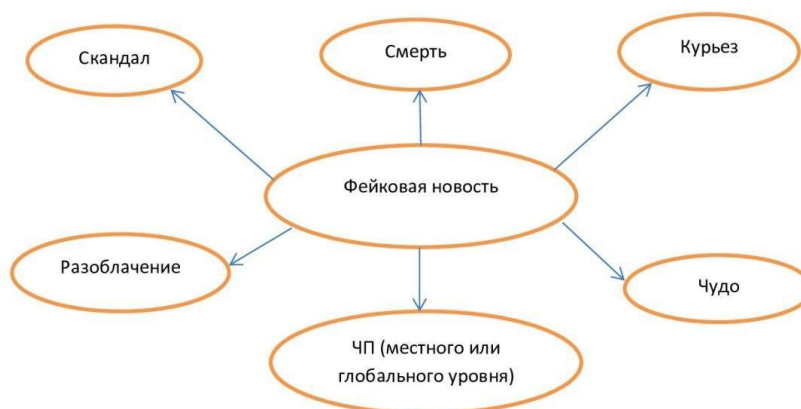 Скандал
Смерть
Курьез
Фейковая новость
Разоблачение
Чудо
ЧП (местного или
глобального уровня)